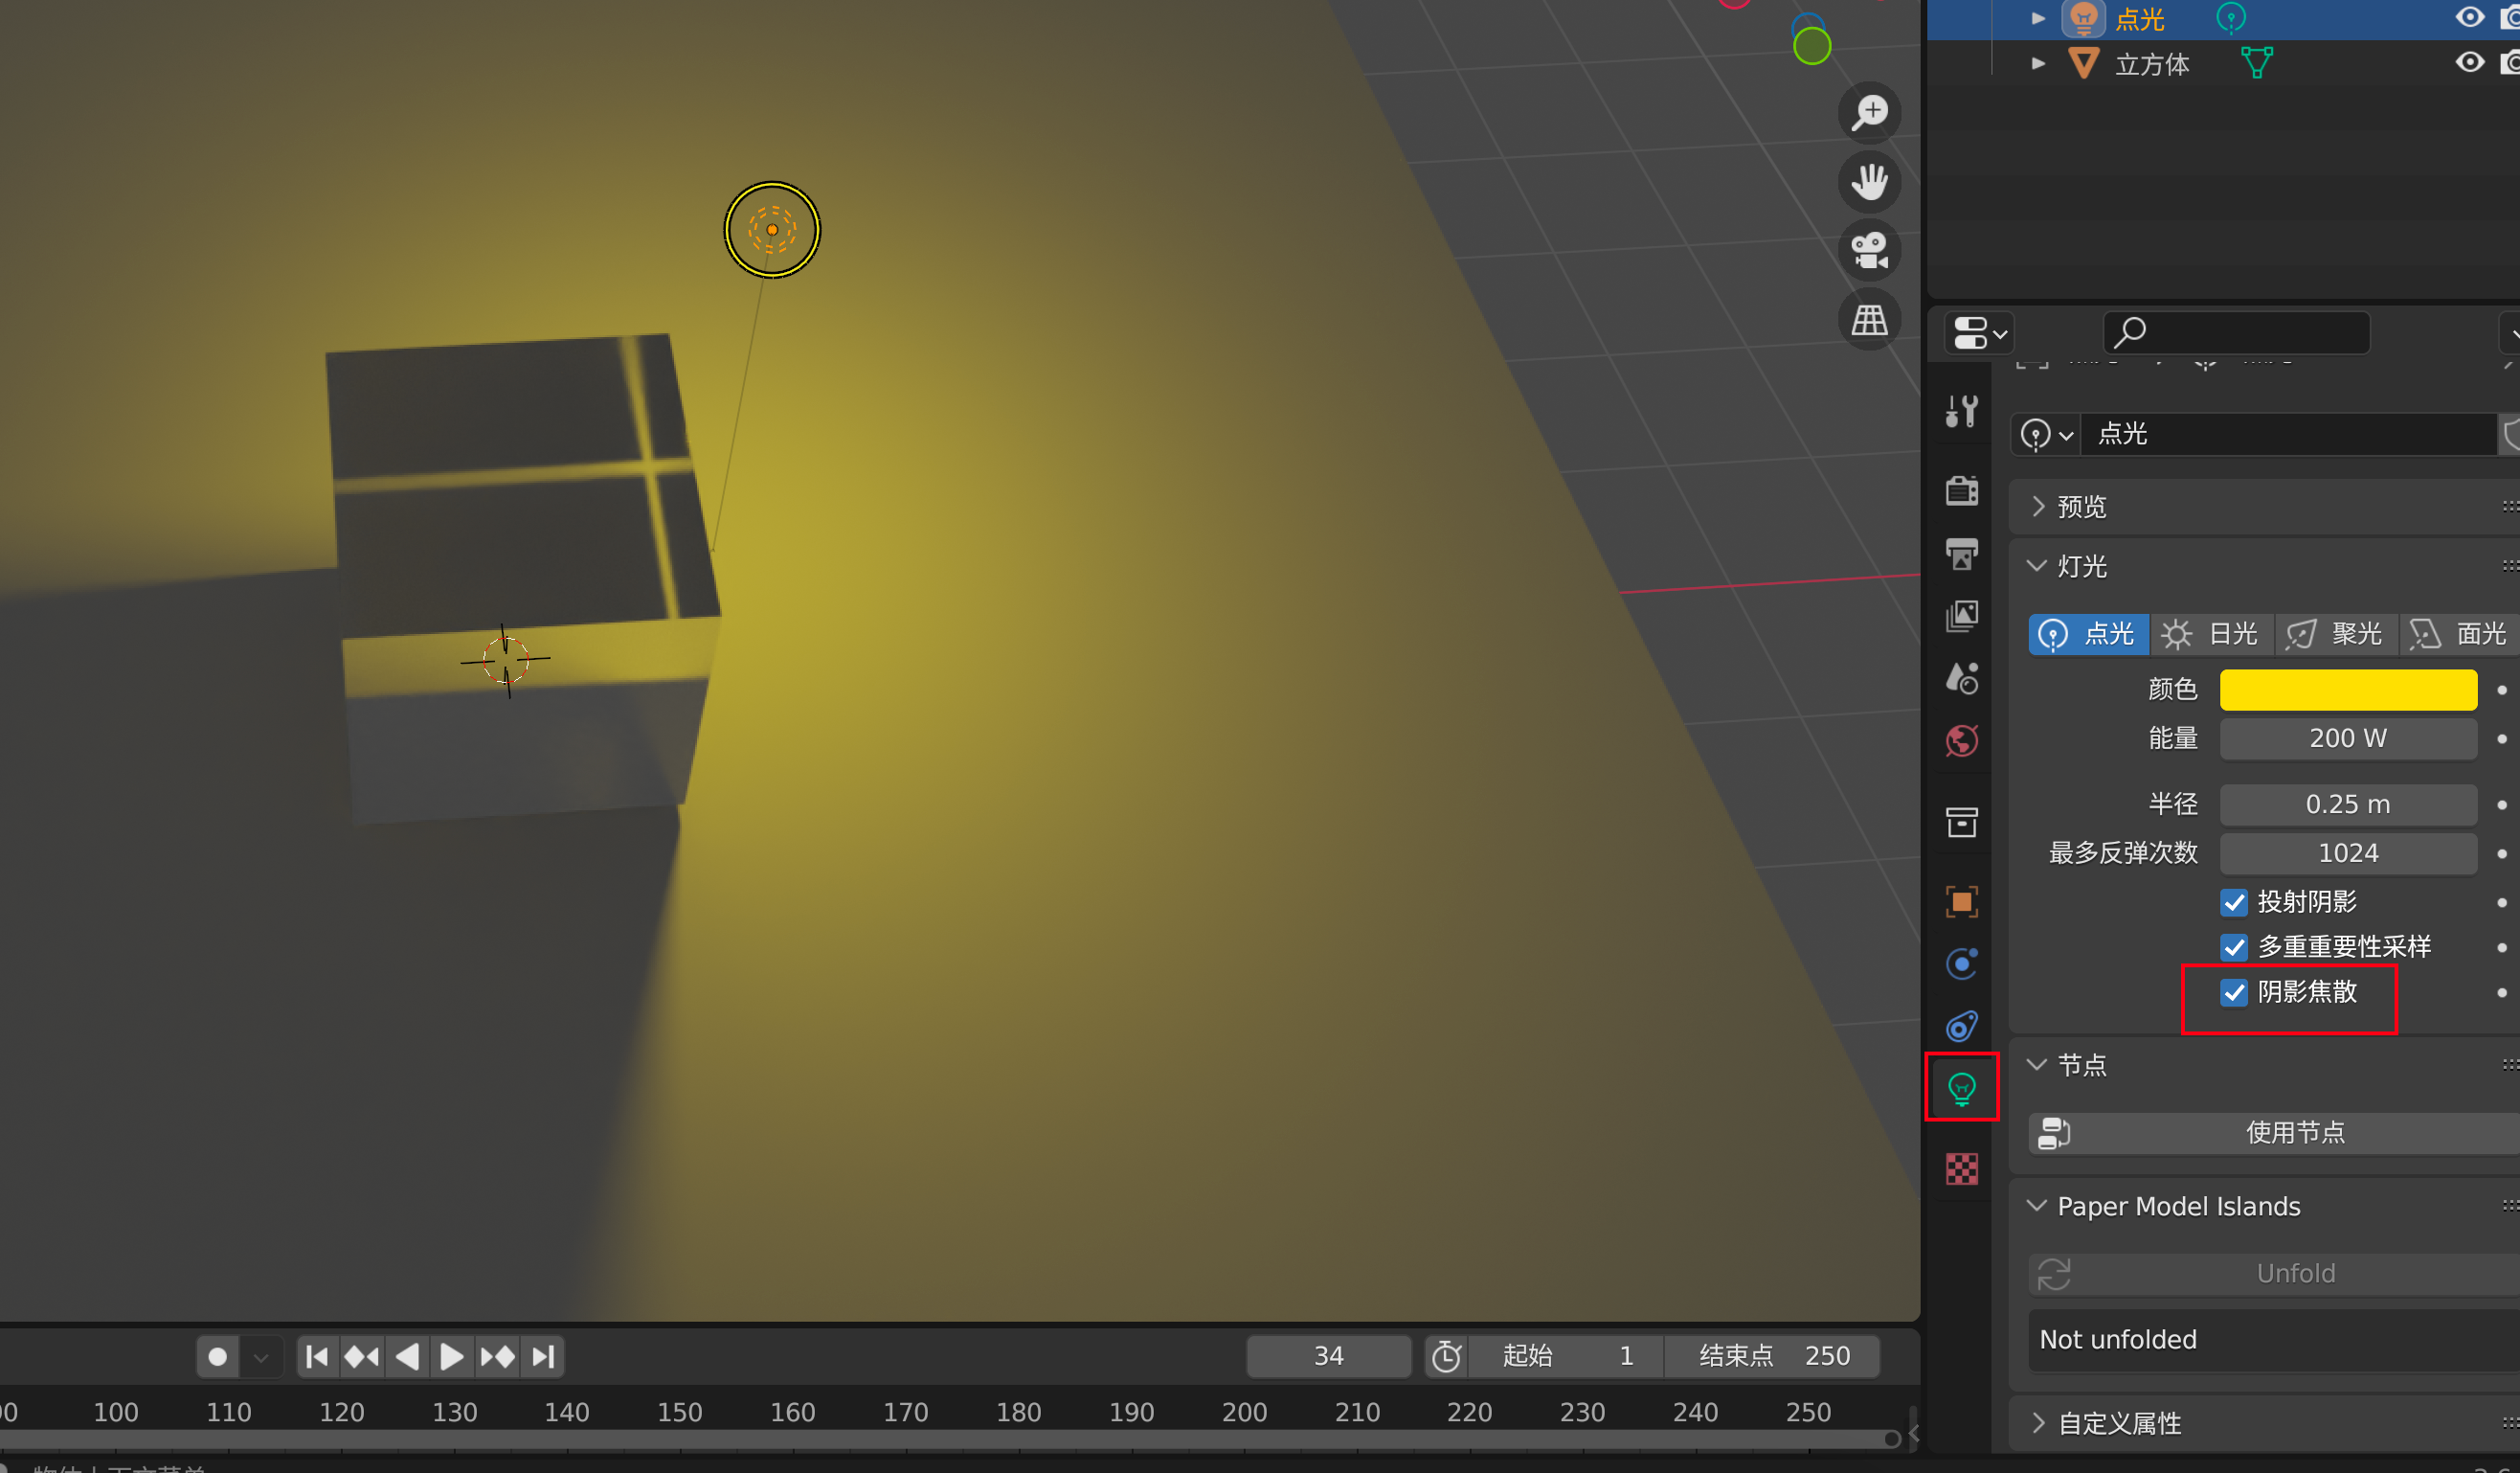 点光
立方体
点光
预览
灯光
点光 日光 聚光 面光
颜色
能量 200 W
半径 0.25 m
最多反弹次数 1024
投射阴影
多重重要性采样
阴影焦散
节点
使用节点
Paper Model Islands
Unfold
Not unfolded
自定义属性
34 起始 1 结束点 250
100 110 120 130 140 150 160 170 180 190 200 210 220 230 240 250